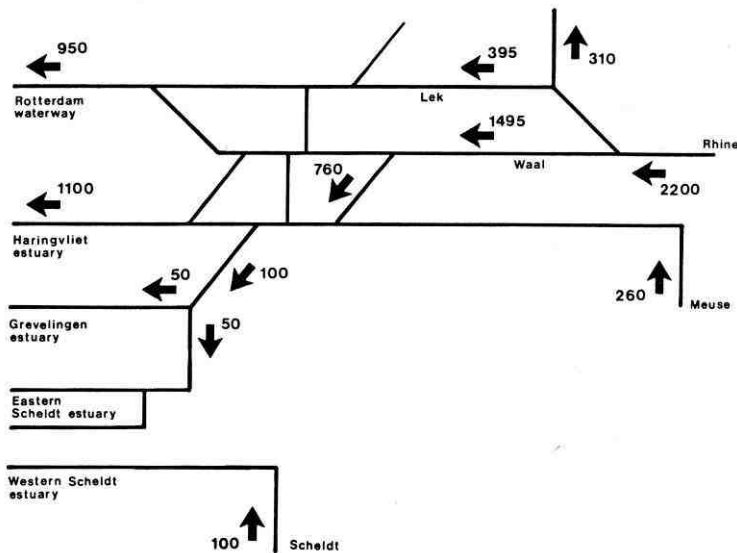 950
395
310
Rotterdam
waterway
Lek
1495
Rhine
Waal
760
2200
1100
Haringvliet
estuary
50
100
260
Meuse
Grevelingen
estuary
50
Eastern
Scheldt estuary
Western Scheldt
estuary
100
Scheldt